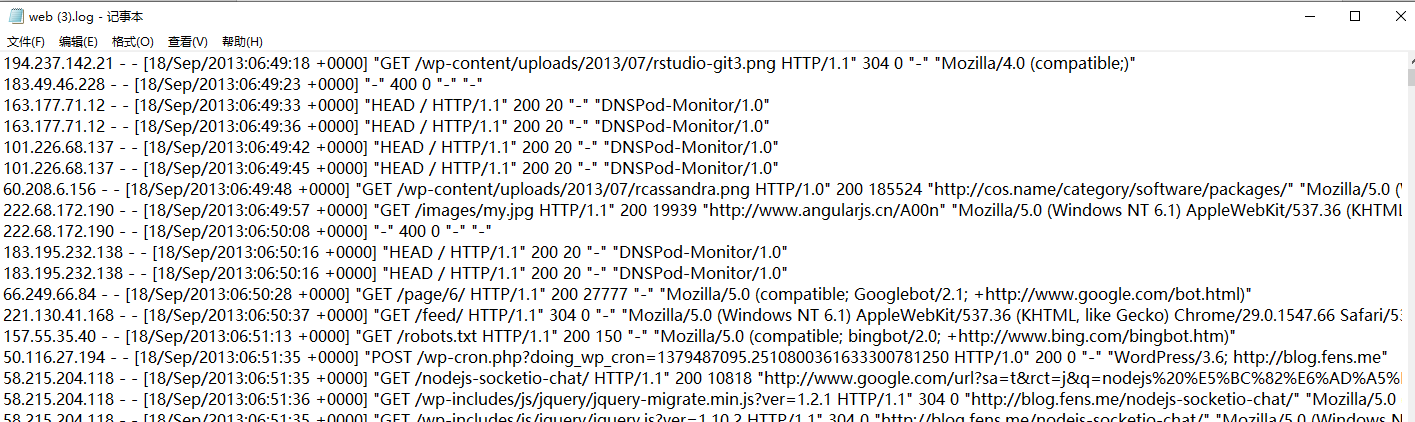 web (3).log - 记事本
文件(F) 编辑(E) 格式(O) 查看(V) 帮助(H)
194.237.142.21 - - [18/Sep/2013:06:49:18 +0000] "GET /wp-content/uploads/2013/07/rstudio-git3.png HTTP/1.1" 304 0 "-" "Mozilla/4.0 (compatible;)"
183.49.46.228 - - [18/Sep/2013:06:49:23 +0000] "-" 400 0 "-" "-"
163.177.71.12 - - [18/Sep/2013:06:49:33 +0000] "HEAD / HTTP/1.1" 200 20 "-" "DNSPod-Monitor/1.0"
163.177.71.12 - - [18/Sep/2013:06:49:36 +0000] "HEAD / HTTP/1.1" 200 20 "-" "DNSPod-Monitor/1.0"
101.226.68.137 - - [18/Sep/2013:06:49:42 +0000] "HEAD / HTTP/1.1" 200 20 "-" "DNSPod-Monitor/1.0"
101.226.68.137 - - [18/Sep/2013:06:49:45 +0000] "HEAD / HTTP/1.1" 200 20 "-" "DNSPod-Monitor/1.0"
60.208.6.156 - - [18/Sep/2013:06:49:48 +0000] "GET /wp-content/uploads/2013/07/rcassandra.png HTTP/1.0" 200 185524 "http://cos.name/category/software/packages/" "Mozilla/5.0 (
222.68.172.190 - - [18/Sep/2013:06:49:57 +0000] "GET /images/my.jpg HTTP/1.1" 200 19939 "http://www.angularjs.cn/A00n" "Mozilla/5.0 (Windows NT 6.1) AppleWebKit/537.36 (KHTML
222.68.172.190 - - [18/Sep/2013:06:50:08 +0000] "-" 400 0 "-" "-"
183.195.232.138 - - [18/Sep/2013:06:50:16 +0000] "HEAD / HTTP/1.1" 200 20 "-" "DNSPod-Monitor/1.0"
183.195.232.138 - - [18/Sep/2013:06:50:16 +0000] "HEAD / HTTP/1.1" 200 20 "-" "DNSPod-Monitor/1.0"
66.249.66.84 - - [18/Sep/2013:06:50:28 +0000] "GET /page/6/ HTTP/1.1" 200 27777 "-" "Mozilla/5.0 (compatible; Googlebot/2.1; +http://www.google.com/bot.html)"
221.130.41.168 - - [18/Sep/2013:06:50:37 +0000] "GET /feed/ HTTP/1.1" 304 0 "-" "Mozilla/5.0 (Windows NT 6.1) AppleWebKit/537.36 (KHTML, like Gecko) Chrome/29.0.1547.66 Safari/53
157.55.35.40 - - [18/Sep/2013:06:51:13 +0000] "GET /robots.txt HTTP/1.1" 200 150 "-" "Mozilla/5.0 (compatible; bingbot/2.0; +http://www.bing.com/bingbot.htm)"
50.116.27.194 - - [18/Sep/2013:06:51:35 +0000] "POST /wp-cron.php?doing_wp_cron=1379487095.2510800361633300781250 HTTP/1.0" 200 0 "-" "WordPress/3.6; http://blog.fens.me"
58.215.204.118 - - [18/Sep/2013:06:51:35 +0000] "GET /nodejs-socketio-chat/ HTTP/1.1" 200 10818 "http://www.google.com/url?sa=t&rct=j&q=nodejs%20%E5%BC%82%E6%AD%A5%
58.215.204.118 - - [18/Sep/2013:06:51:36 +0000] "GET /wp-includes/js/jquery/jquery-migrate.min.js?ver=1.2.1 HTTP/1.1" 304 0 "http://blog.fens.me/nodejs-socketio-chat/" "Mozilla/5.0
58.215.204.118 - - [18/Sep/2013:06:51:35 +0000] "GET /wp-includes/js/jquery/jquery.js?ver=1.10.2 HTTP/1.1" 304 0 "http://blog.fens.me/nodejs-socketio-chat/" "Mozilla/5.0 (Windows N